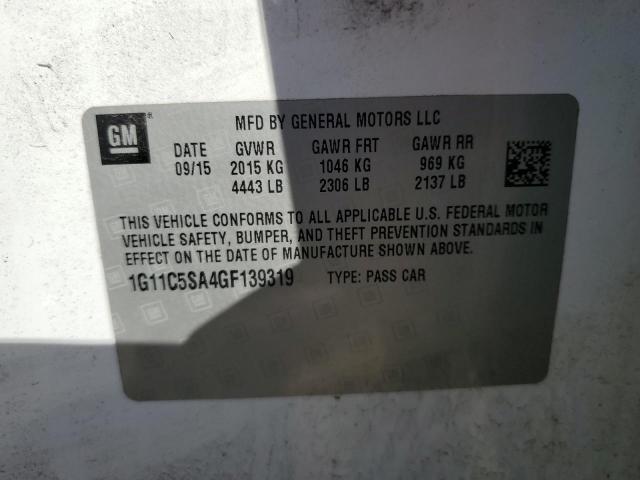 GM ®
MFD BY GENERAL MOTORS LLC
DATE GVWR GAWR FRT GAWR RR
09/15 2015 KG 1046 KG 969 KG
4443 LB 2306 LB 2137 LB
THIS VEHICLE CONFORMS TO ALL APPLICABLE U.S. FEDERAL MOTOR
VEHICLE SAFETY, BUMPER, AND THEFT PREVENTION STANDARDS IN
EFFECT ON THE DATE OF MANUFACTURE SHOWN ABOVE.
1G11C5SA4GF139319 TYPE: PASS CAR